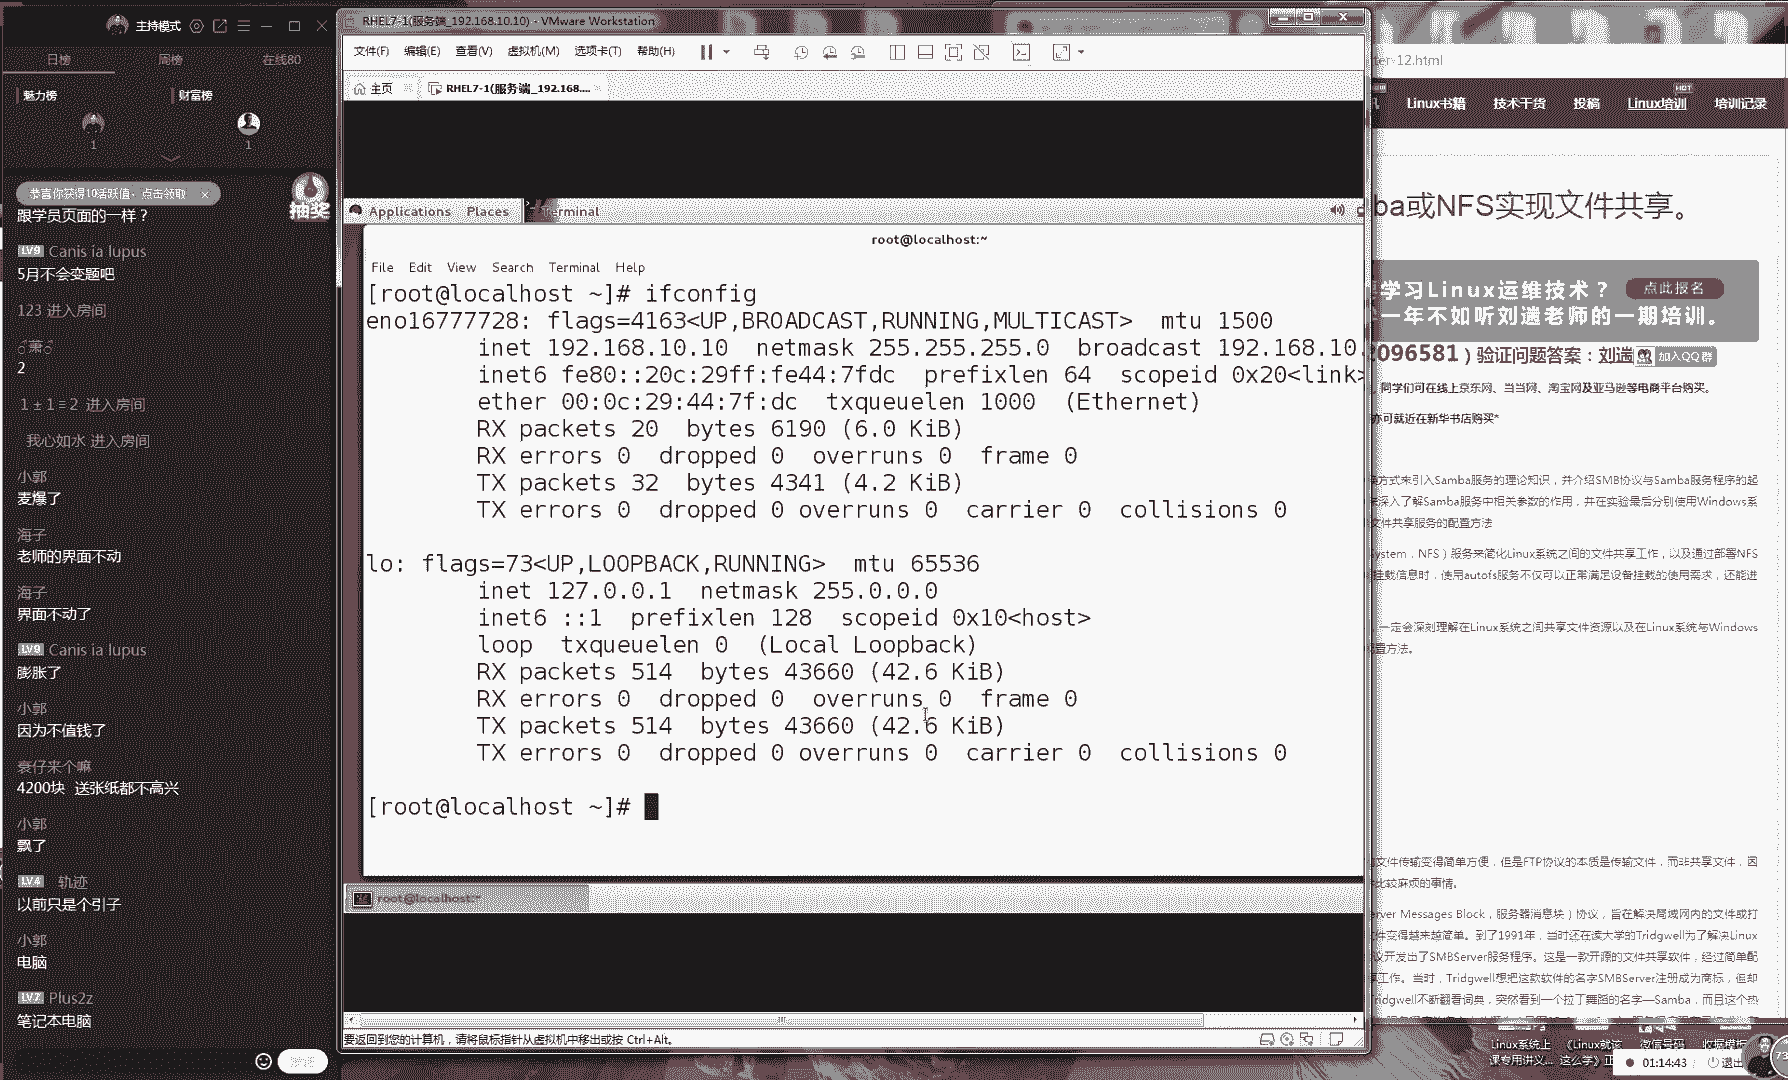 主持模式
日榜 周榜 在线80
魅力榜 财富榜
1 1
恭喜你获得10活跃值，点击领取 ×
抽奖
跟学员页面的一样？
LV9 Canis ia lupus
5月不会变题吧
123 进入房间
♂萧♂
2
1 ± 1 = 2 进入房间
我心如水 进入房间
小郭
麦爆了
海子
老师的界面不动
海子
界面不动了
LV9 Canis ia lupus
膨胀了
小郭
因为不值钱了
衰仔来个嘛
4200块 送张纸都不高兴
小郭
飘了
LV4 轨迹
以前只是个引子
小郭
电脑
LV7 Plus2z
笔记本电脑
RHEL7-1(服务端_192.168.10.10) - VMware Workstation
文件(F) 编辑(E) 查看(V) 虚拟机(M) 选项卡(T) 帮助(H)
主页 RHEL7-1(服务端_192.168....
Applications Places Terminal
root@localhost:~
File Edit View Search Terminal Help
[root@localhost ~]# ifconfig
eno16777728: flags=4163<UP,BROADCAST,RUNNING,MULTICAST> mtu 1500
inet 192.168.10.10 netmask 255.255.255.0 broadcast 192.168.10.
inet6 fe80::20c:29ff:fe44:7fdc prefixlen 64 scopeid 0x20<link>
ether 00:0c:29:44:7f:dc txqueuelen 1000 (Ethernet)
RX packets 20 bytes 6190 (6.0 KiB)
RX errors 0 dropped 0 overruns 0 frame 0
TX packets 32 bytes 4341 (4.2 KiB)
TX errors 0 dropped 0 overruns 0 carrier 0 collisions 0
lo: flags=73<UP,LOOPBACK,RUNNING> mtu 65536
inet 127.0.0.1 netmask 255.0.0.0
inet6 ::1 prefixlen 128 scopeid 0x10<host>
loop txqueuelen 0 (Local Loopback)
RX packets 514 bytes 43660 (42.6 KiB)
RX errors 0 dropped 0 overruns 0 frame 0
TX packets 514 bytes 43660 (42.6 KiB)
TX errors 0 dropped 0 overruns 0 carrier 0 collisions 0
[root@localhost ~]#
root@localhost:~
要返回到您的计算机，请将鼠标指针从虚拟机中移出或按 Ctrl+Alt。
ter-12.html
Linux书籍 技术干货 投稿 Linux培训 HOT 培训记录
ba或NFS实现文件共享。
学习Linux运维技术？ 点此报名
一年不如听刘遄老师的一期培训。
2096581）验证问题答案：刘遄 加入QQ群
同学们可在线上京东网、当当网、淘宝网及亚马逊等电商平台购买。
亦可就近在新华书店购买*
换方式来引入Samba服务的理论知识，并介绍SMB协议与Samba服务程序的起
来深入了解Samba服务中相关参数的作用，并在实验最后分别使用Windows系
文件共享服务的配置方法
System，NFS）服务来简化Linux系统之间的文件共享工作，以及通过部署NFS
挂载信息时，使用autofs服务不仅可以正常满足设备挂载的使用需求，还能进
一定会深刻理解在Linux系统之间共享文件资源以及在Linux系统与Windows
配置方法。
文件传输变得简单方便，但是FTP协议的本质是传输文件，而非共享文件，因
件比较麻烦的事情。
erver Messages Block，服务器消息块）协议，旨在解决局域网内的文件或打
件变得越来越简单。到了1991年，当时还在读大学的Tridgwell为了解决Linux
议开发出了SMBServer服务程序。这是一款开源的文件共享软件，经过简单配
享工作。当时，Tridgwell想把这款软件的名字SMBServer注册成为商标，但却
Tridgwell不断翻看词典，突然看到一个拉丁舞蹈的名字—Samba，而且这个热
Linux系统上 《Linux就该 微信号码 收据模板
课专用讲义... 这么学》正
01:14:43 退出
73